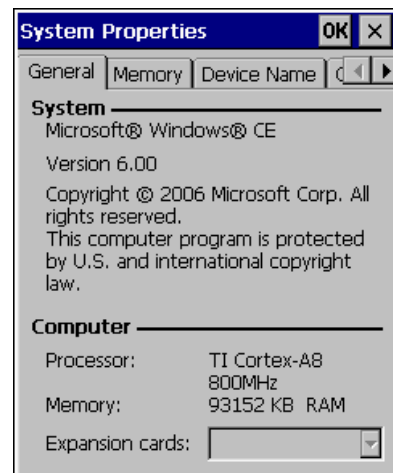 System Properties OK ×
General Memory Device Name
System
Microsoft® Windows® CE
Version 6.00
Copyright © 2006 Microsoft Corp. All
rights reserved.
This computer program is protected
by U.S. and international copyright
law.
Computer
Processor: TI Cortex-A8
800MHz
Memory: 93152 KB RAM
Expansion cards: